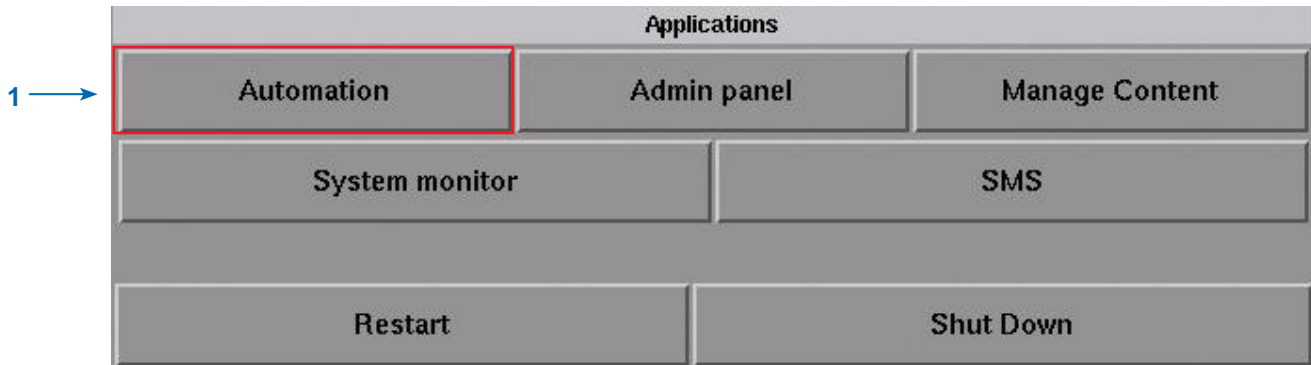 Applications
1 Automation Admin panel Manage Content
System monitor SMS
Restart Shut Down